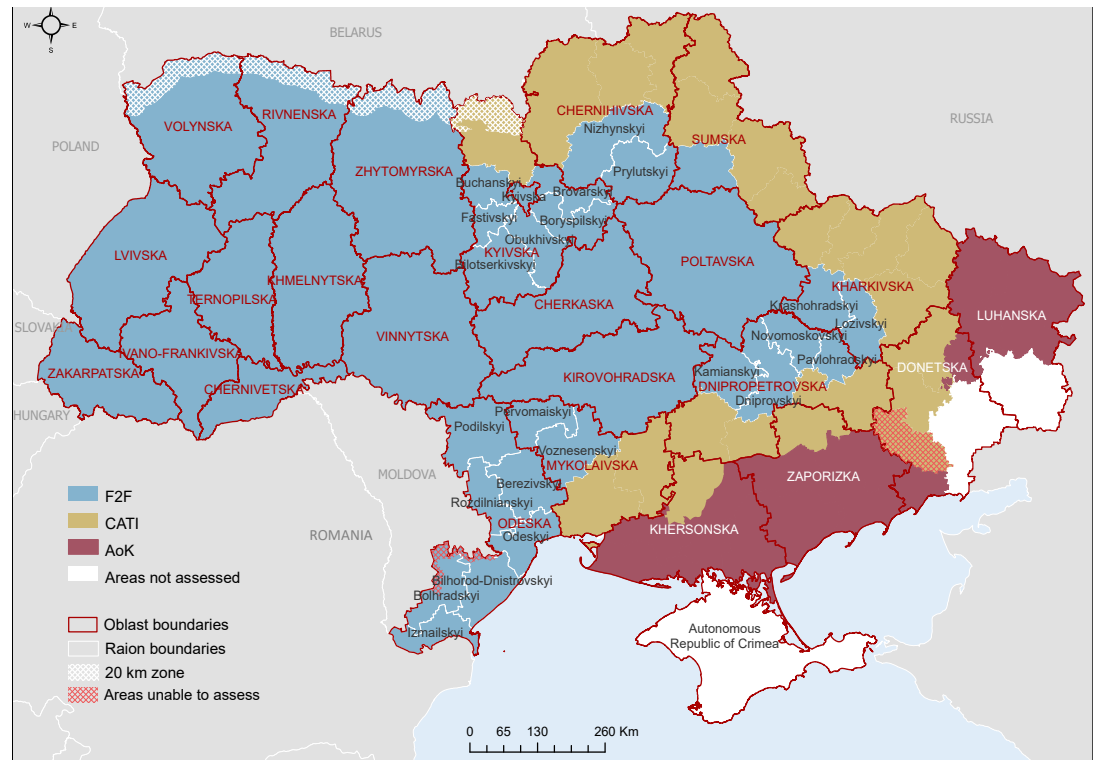 N
W E
S
BELARUS
RUSSIA
POLAND
SLOVAKIA
HUNGARY
MOLDOVA
ROMANIA
VOLYNSKA
RIVNENSKA
ZHYTOMYRSKA
CHERNIHIVSKA
Nizhynskyi
SUMSKA
Prylutskyi
Buchanskyi
Kyivska
Brovarskyi
Fastivskyi
Boryspilskyi
Obukhivskyi
KYIVSKA
Bilotserkivskyi
LVIVSKA
TERNOPILSKA
KHMELNYTSKA
POLTAVSKA
KHARKIVSKA
Krasnohradskyi
Lozivskyi
CHERKASKA
LUHANSKA
VINNYTSKA
Novomoskovskyi
Pavlohradskyi
IVANO-FRANKIVSKA
ZAKARPATSKA
CHERNIVETSKA
KIROVOHRADSKA
Kamianskyi
DNIPROPETROVSKA
Dniprovskyi
DONETSKA
Pervomaiskyi
Podilskyi
Voznesenskyi
MYKOLAIVSKA
Berezivskyi
Rozdilnianskyi
ODESKA
Odeskyi
ZAPORIZKA
KHERSONSKA
Bilhorod-Dnistrovskyi
Bolhradskyi
Izmailskyi
Autonomous
Republic of Crimea
F2F
CATI
AoK
Areas not assessed
Oblast boundaries
Raion boundaries
20 km zone
Areas unable to assess
0 65 130 260 Km